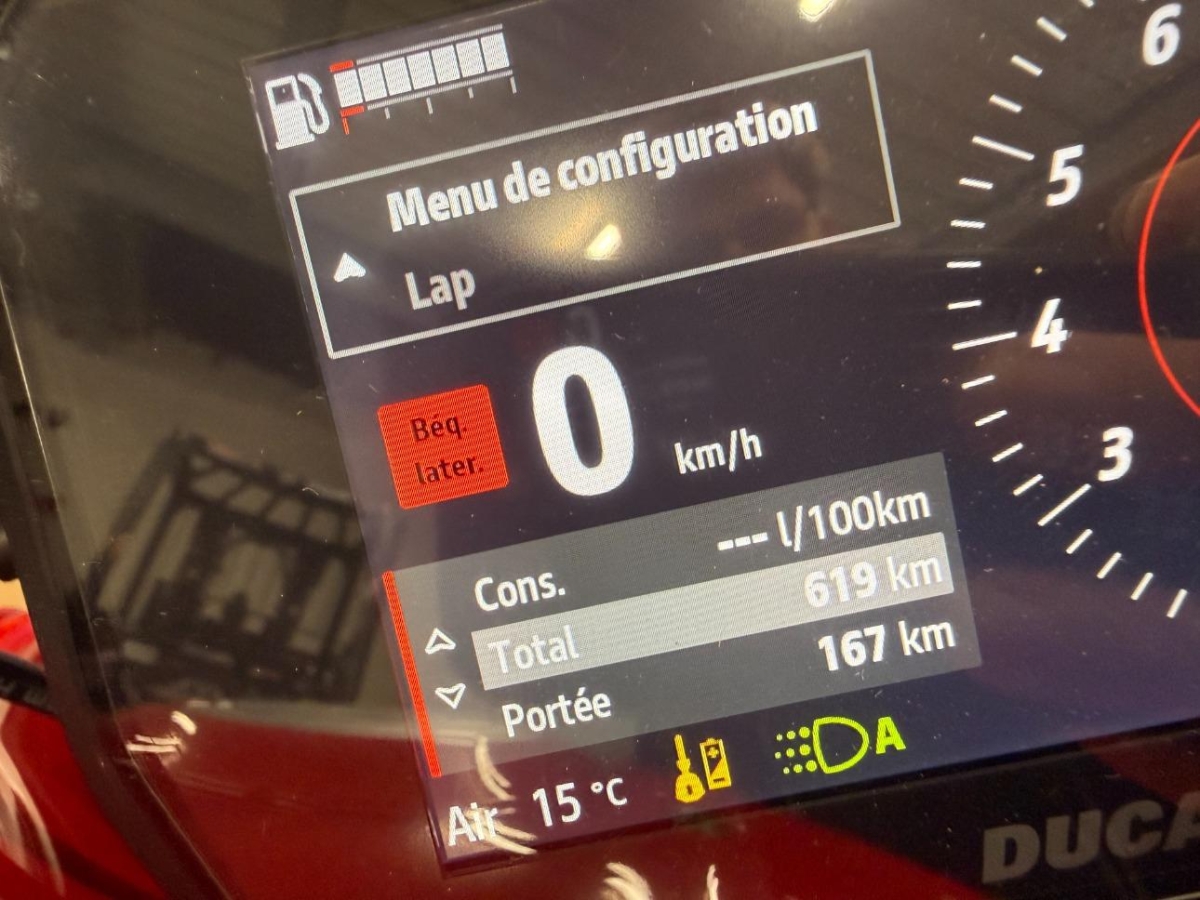 Menu de configuration
Lap
6
5
4
3
Béq.
later.
0 km/h
Cons. --- l/100km
Total 619 km
Portée 167 km
Air 15 °C
A